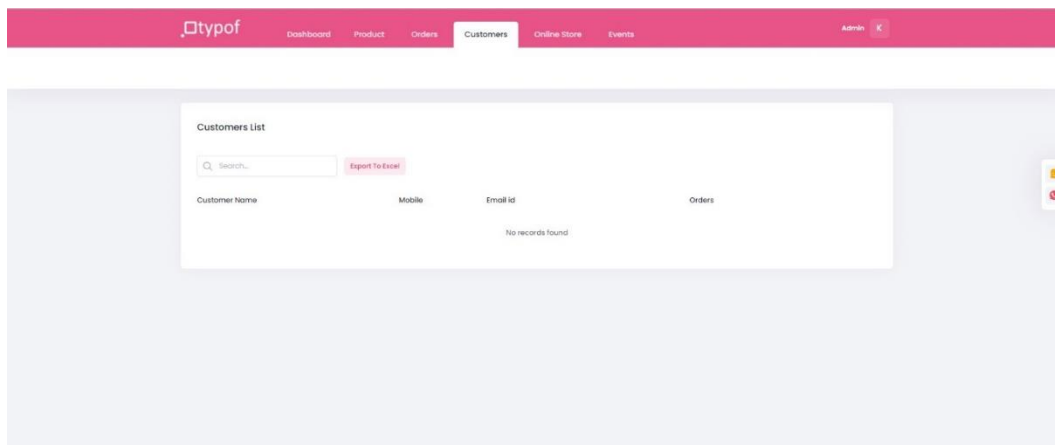 typof
Dashboard Product Orders Customers Online Store Events Admin K
Customers List
Search... Export To Excel
Customer Name Mobile Email id Orders
No records found